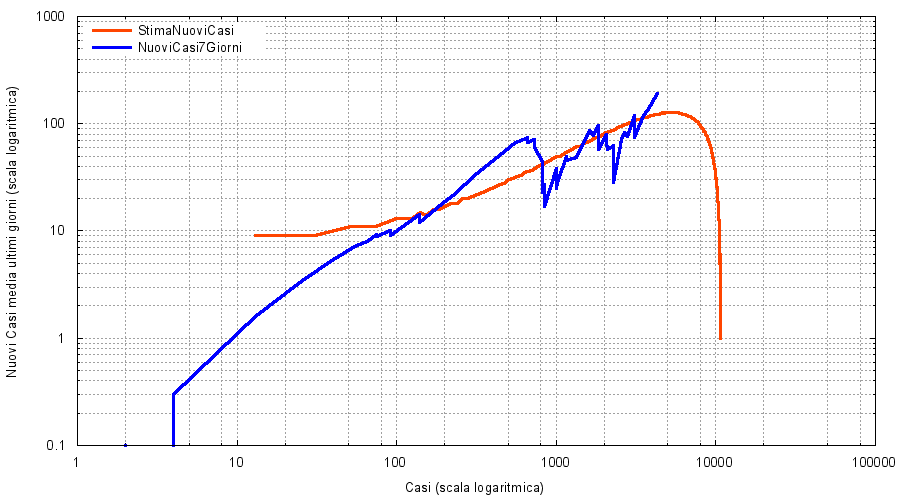 1000
StimaNuoviCasi
NuoviCasi7Giorni
100
10
1
0.1
Nuovi Casi media ultimi giorni (scala logaritmica)
1 10 100 1000 10000 100000
Casi (scala logaritmica)